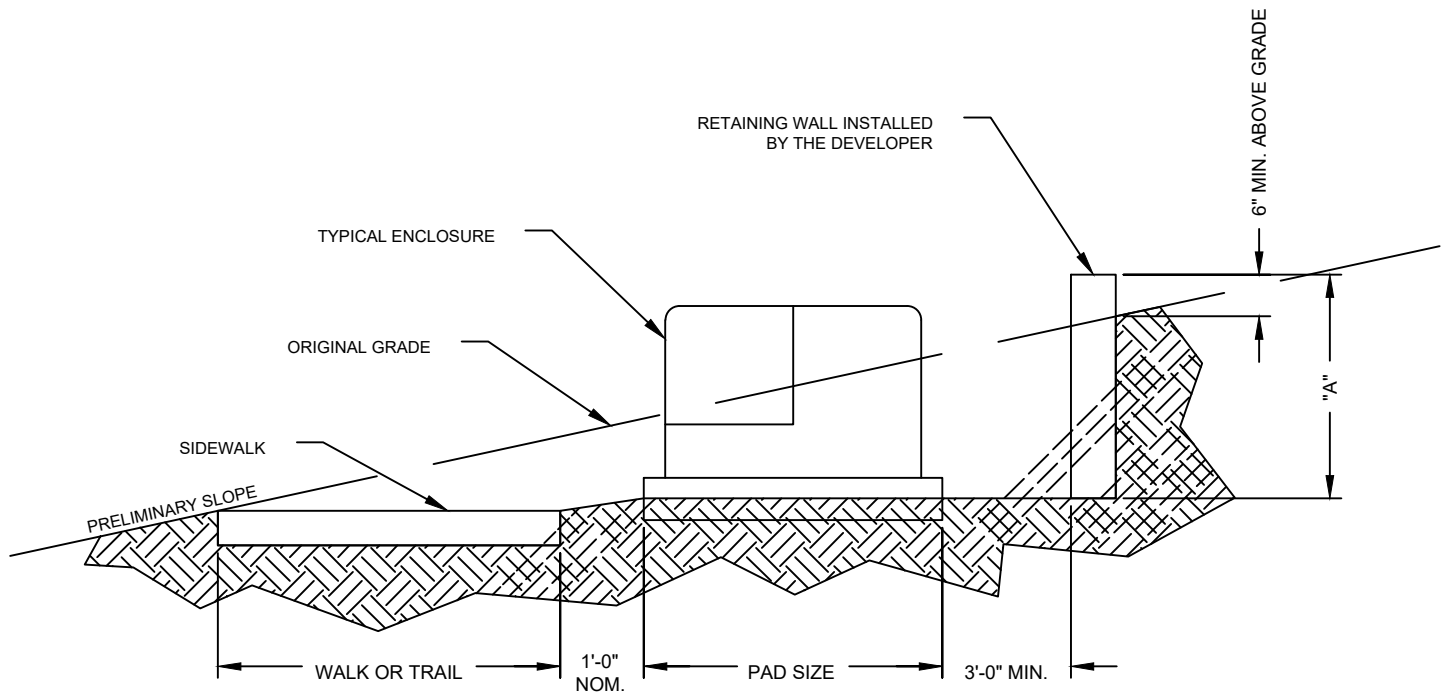 6" MIN. ABOVE GRADE
RETAINING WALL INSTALLED
BY THE DEVELOPER
TYPICAL ENCLOSURE
ORIGINAL GRADE
"A"
SIDEWALK
PRELIMINARY SLOPE
WALK OR TRAIL
1'-0"
NOM.
PAD SIZE
3'-0" MIN.